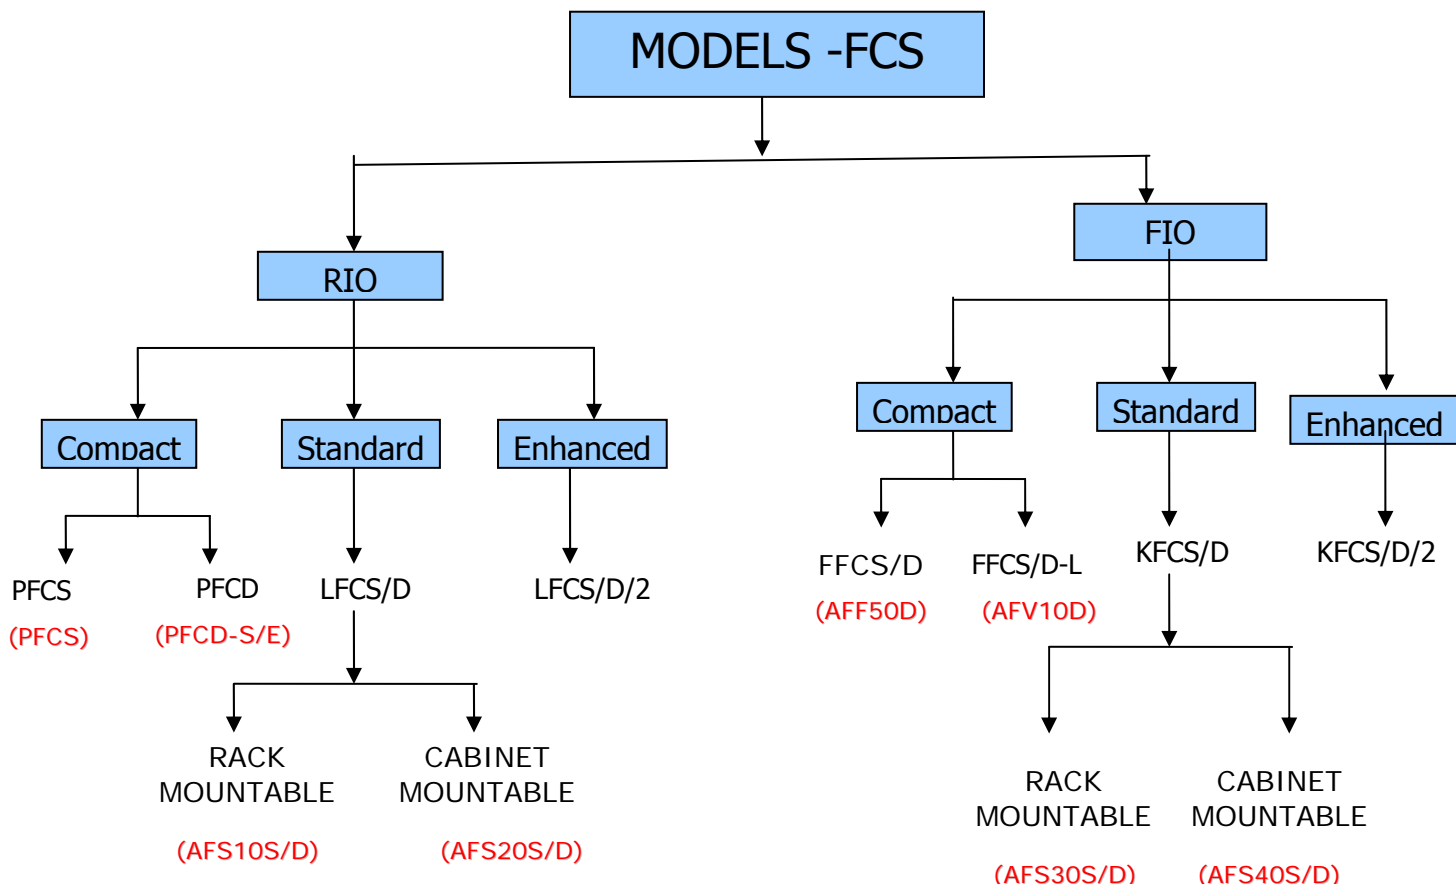 MODELS -FCS
FIO
RIO
Compact
Standard
Enhanced
Compact
Standard
Enhanced
PFCS
PFCD
LFCS/D
LFCS/D/2
FFCS/D
FFCS/D-L
KFCS/D
KFCS/D/2
(PFCS)
(PFCD-S/E)
(AFF50D)
(AFV10D)
RACK
MOUNTABLE
CABINET
MOUNTABLE
RACK
MOUNTABLE
CABINET
MOUNTABLE
(AFS10S/D)
(AFS20S/D)
(AFS30S/D)
(AFS40S/D)